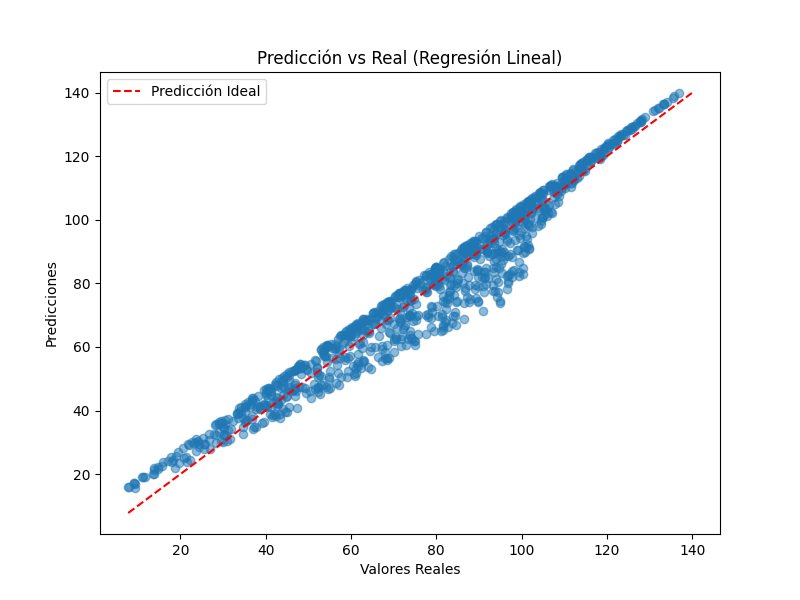 Predicción vs Real (Regresión Lineal)
Predicción Ideal
140
120
100
80
60
40
20
Predicciones
20 40 60 80 100 120 140
Valores Reales